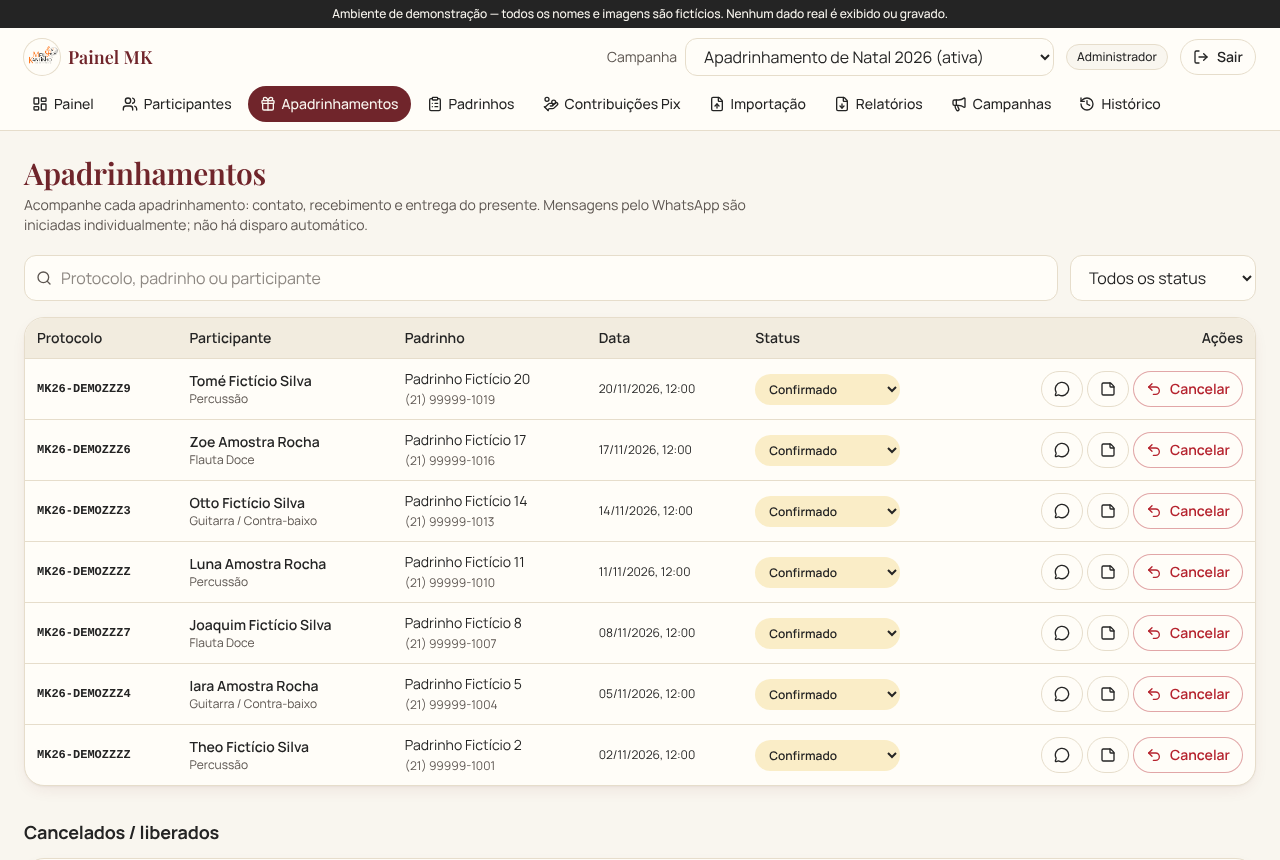 Ambiente de demonstração — todos os nomes e imagens são fictícios. Nenhum dado real é exibido ou gravado.
Painel MK
Campanha
Apadrinhamento de Natal 2026 (ativa)
Administrador
Sair
Painel
Participantes
Apadrinhamentos
Padrinhos
Contribuições Pix
Importação
Relatórios
Campanhas
Histórico
Apadrinhamentos
Acompanhe cada apadrinhamento: contato, recebimento e entrega do presente. Mensagens pelo WhatsApp são
iniciadas individualmente; não há disparo automático.
Protocolo, padrinho ou participante
Todos os status
Protocolo Participante Padrinho Data Status Ações
MK26-DEMOZZZ9 Tomé Fictício Silva Padrinho Fictício 20 20/11/2026, 12:00 Confirmado Cancelar
Percussão (21) 99999-1019
MK26-DEMOZZZ6 Zoe Amostra Rocha Padrinho Fictício 17 17/11/2026, 12:00 Confirmado Cancelar
Flauta Doce (21) 99999-1016
MK26-DEMOZZZ3 Otto Fictício Silva Padrinho Fictício 14 14/11/2026, 12:00 Confirmado Cancelar
Guitarra / Contra-baixo (21) 99999-1013
MK26-DEMOZZZZ Luna Amostra Rocha Padrinho Fictício 11 11/11/2026, 12:00 Confirmado Cancelar
Percussão (21) 99999-1010
MK26-DEMOZZZ7 Joaquim Fictício Silva Padrinho Fictício 8 08/11/2026, 12:00 Confirmado Cancelar
Flauta Doce (21) 99999-1007
MK26-DEMOZZZ4 Iara Amostra Rocha Padrinho Fictício 5 05/11/2026, 12:00 Confirmado Cancelar
Guitarra / Contra-baixo (21) 99999-1004
MK26-DEMOZZZZ Theo Fictício Silva Padrinho Fictício 2 02/11/2026, 12:00 Confirmado Cancelar
Percussão (21) 99999-1001
Cancelados / liberados